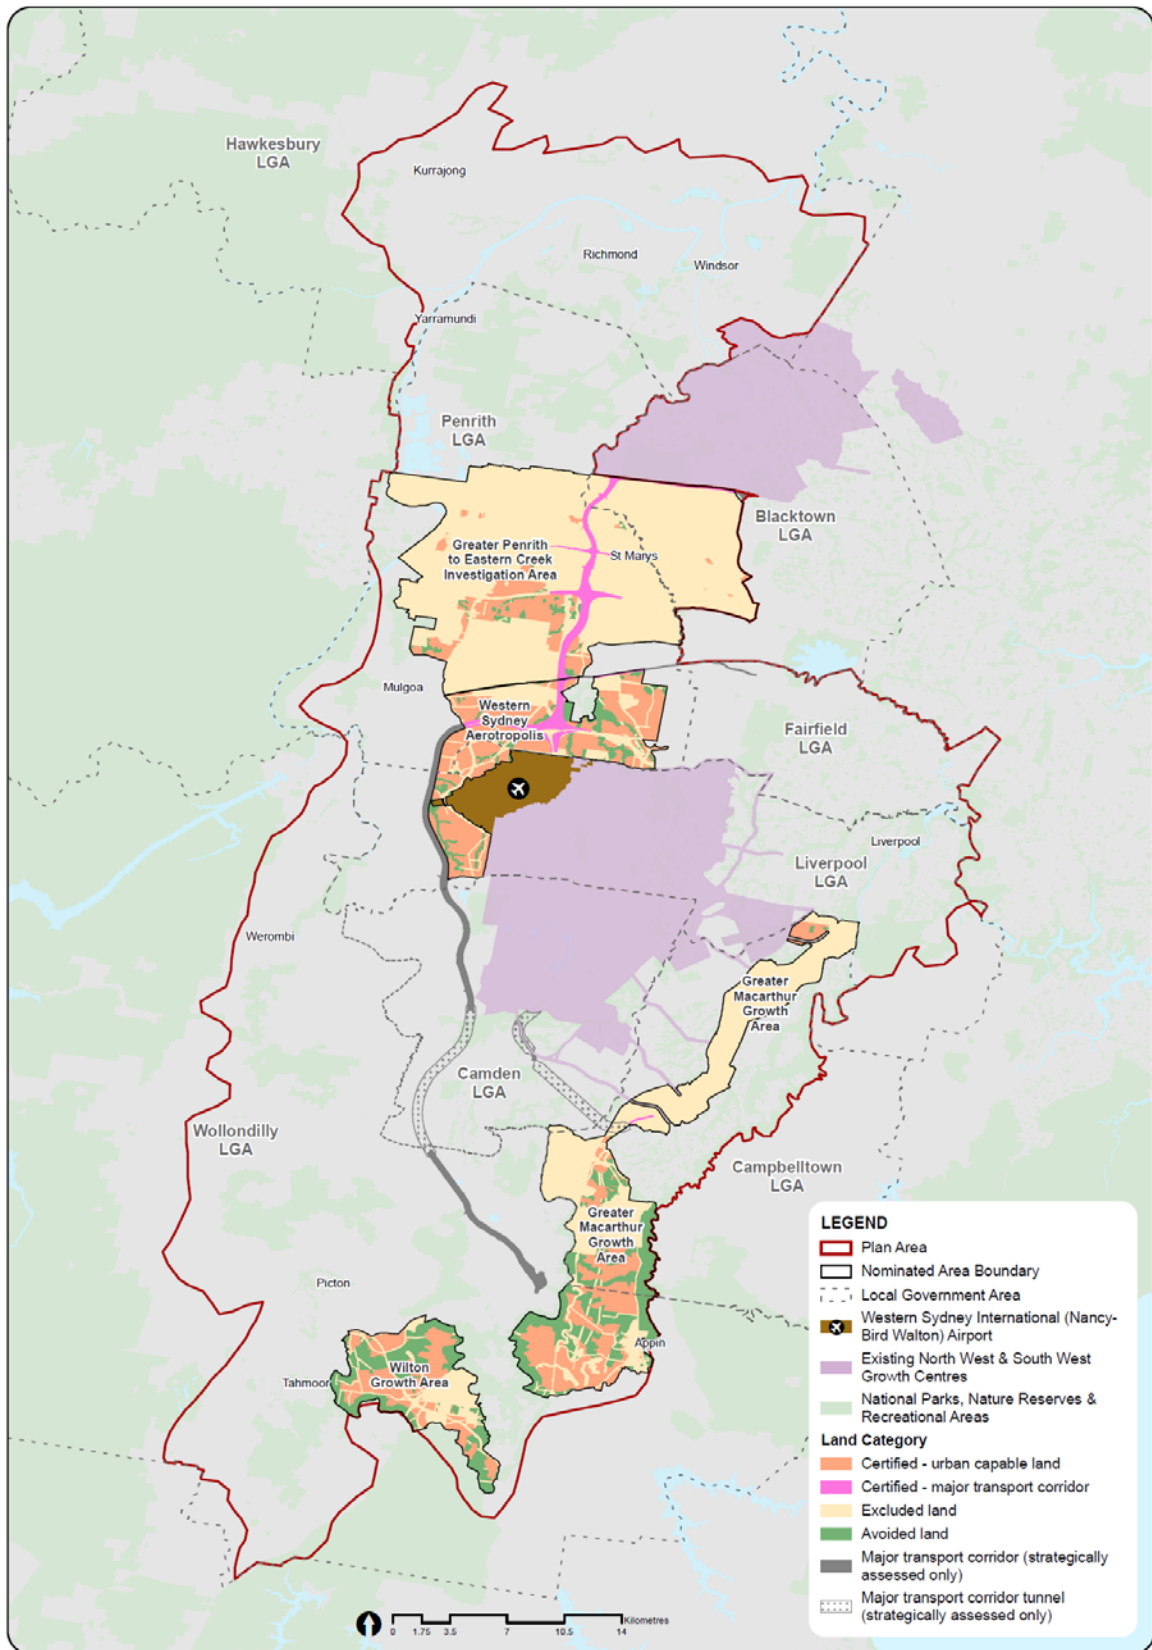 Hawkesbury
LGA
Kurrajong
Richmond
Windsor
Yarramundi
Penrith
LGA
Blacktown
LGA
Greater Penrith
to Eastern Creek
Investigation Area
St Marys
Mulgoa
Western
Sydney
Aerotropolis
Fairfield
LGA
Liverpool
Liverpool
LGA
Werombi
Greater
Macarthur
Growth
Area
Camden
LGA
Wollondilly
LGA
Campbelltown
LGA
Greater
Macarthur
Growth
Area
Picton
Appin
Wilton
Growth Area
Tahmoor
LEGEND
Plan Area
Nominated Area Boundary
Local Government Area
Western Sydney International (Nancy-
Bird Walton) Airport
Existing North West & South West
Growth Centres
National Parks, Nature Reserves &
Recreational Areas
Land Category
Certified - urban capable land
Certified - major transport corridor
Excluded land
Avoided land
Major transport corridor (strategically
assessed only)
Major transport corridor tunnel
(strategically assessed only)
Kilometres
0 1.75 3.5 7 10.5 14